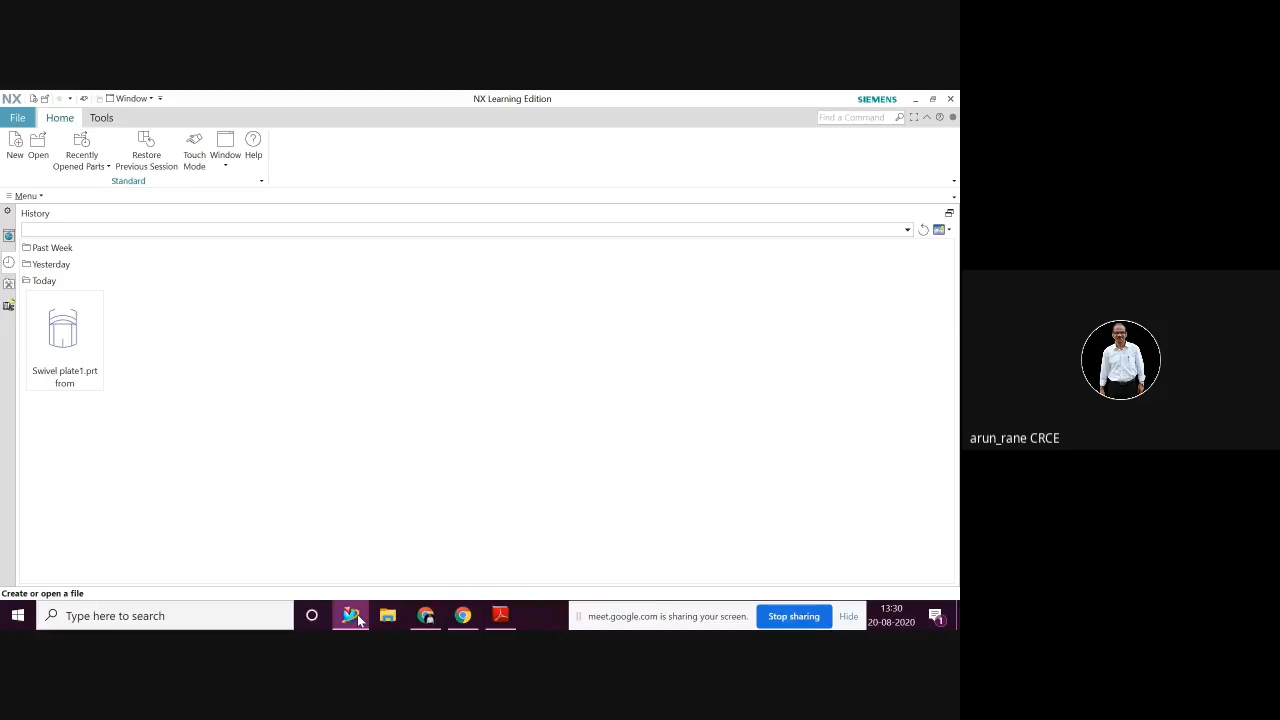 NX Window NX Learning Edition SIEMENS
File Home Tools Find a Command
New Open Recently Opened Parts Restore Previous Session Touch Mode Window Help
Standard
Menu
History
Past Week
Yesterday
Today
Swivel plate1.prt
from
arun_rane CRCE
Create or open a file
Type here to search
meet.google.com is sharing your screen. Stop sharing Hide
13:30
20-08-2020
1